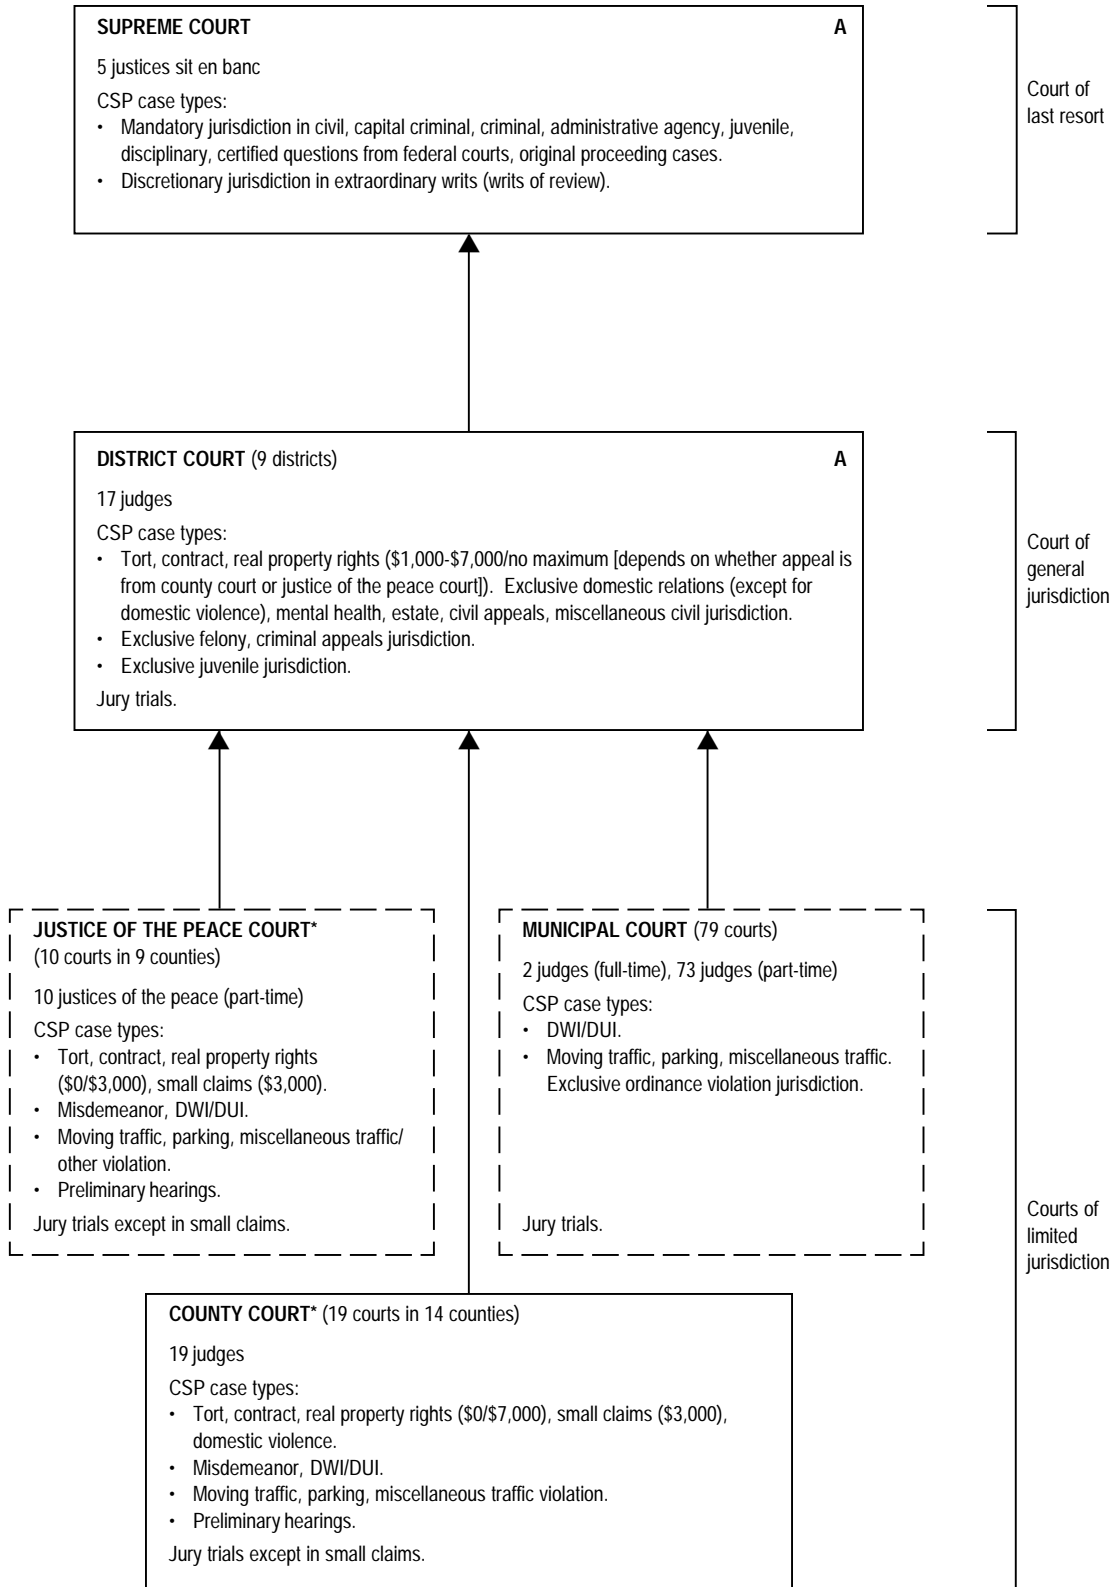 SUPREME COURT A
5 justices sit en banc
CSP case types:
• Mandatory jurisdiction in civil, capital criminal, criminal, administrative agency, juvenile,
disciplinary, certified questions from federal courts, original proceeding cases.
• Discretionary jurisdiction in extraordinary writs (writs of review).
Court of
last resort
DISTRICT COURT (9 districts) A
17 judges
CSP case types:
• Tort, contract, real property rights ($1,000-$7,000/no maximum [depends on whether appeal is
from county court or justice of the peace court]). Exclusive domestic relations (except for
domestic violence), mental health, estate, civil appeals, miscellaneous civil jurisdiction.
• Exclusive felony, criminal appeals jurisdiction.
• Exclusive juvenile jurisdiction.
Jury trials.
Court of
general
jurisdiction
JUSTICE OF THE PEACE COURT*
(10 courts in 9 counties)
10 justices of the peace (part-time)
CSP case types:
• Tort, contract, real property rights
($0/$3,000), small claims ($3,000).
• Misdemeanor, DWI/DUI.
• Moving traffic, parking, miscellaneous traffic/
other violation.
• Preliminary hearings.
Jury trials except in small claims.
MUNICIPAL COURT (79 courts)
2 judges (full-time), 73 judges (part-time)
CSP case types:
• DWI/DUI.
• Moving traffic, parking, miscellaneous traffic.
Exclusive ordinance violation jurisdiction.
Jury trials.
Courts of
limited
jurisdiction
COUNTY COURT* (19 courts in 14 counties)
19 judges
CSP case types:
• Tort, contract, real property rights ($0/$7,000), small claims ($3,000),
domestic violence.
• Misdemeanor, DWI/DUI.
• Moving traffic, parking, miscellaneous traffic violation.
• Preliminary hearings.
Jury trials except in small claims.